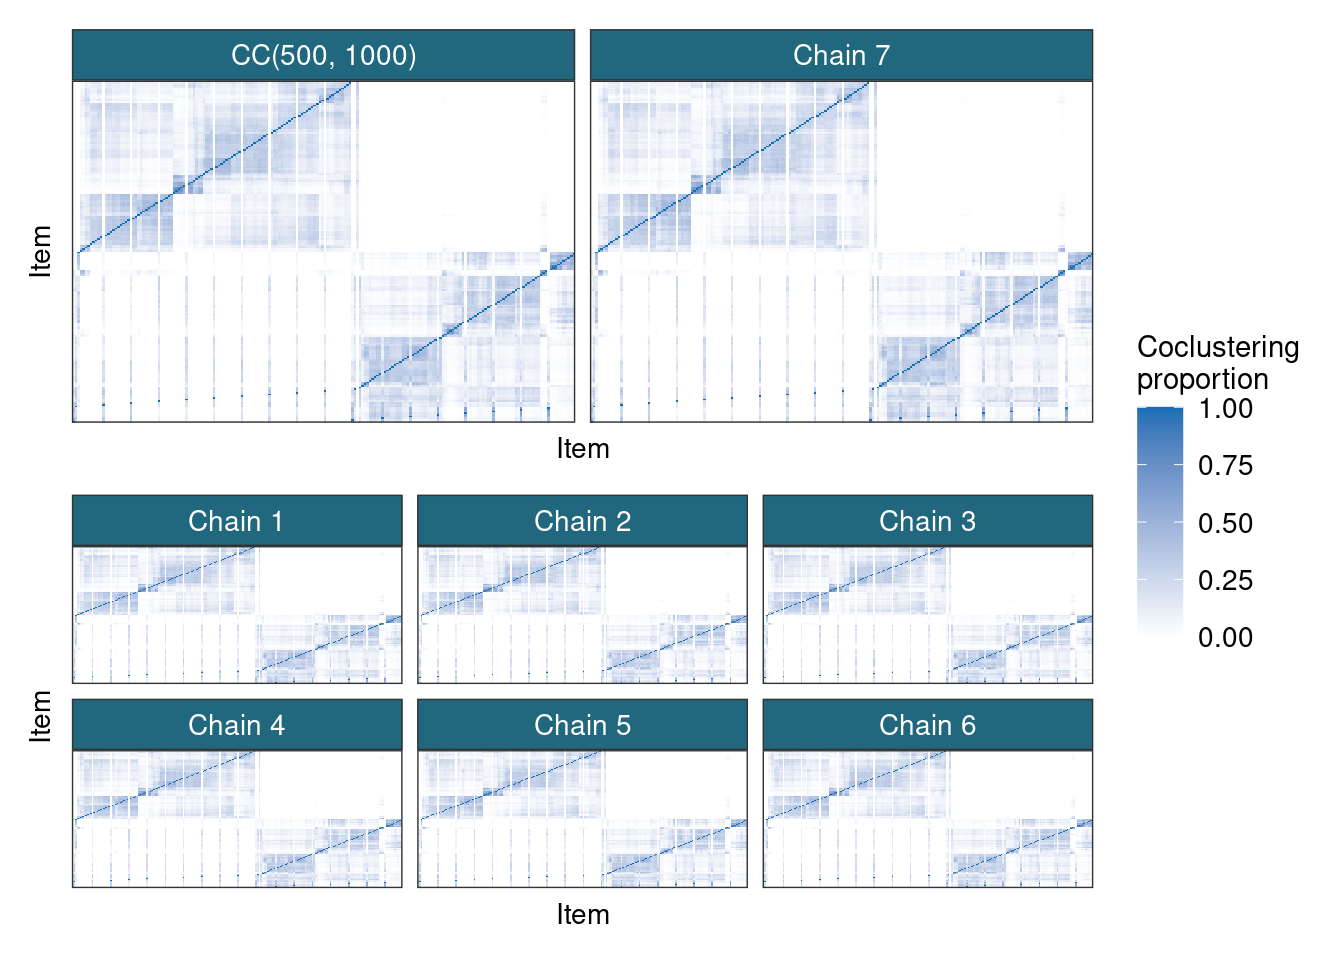 CC(500, 1000)
Chain 7
Item
Item
Chain 1
Chain 2
Chain 3
Chain 4
Chain 5
Chain 6
Item
Item
Coclustering
proportion
1.00
0.75
0.50
0.25
0.00